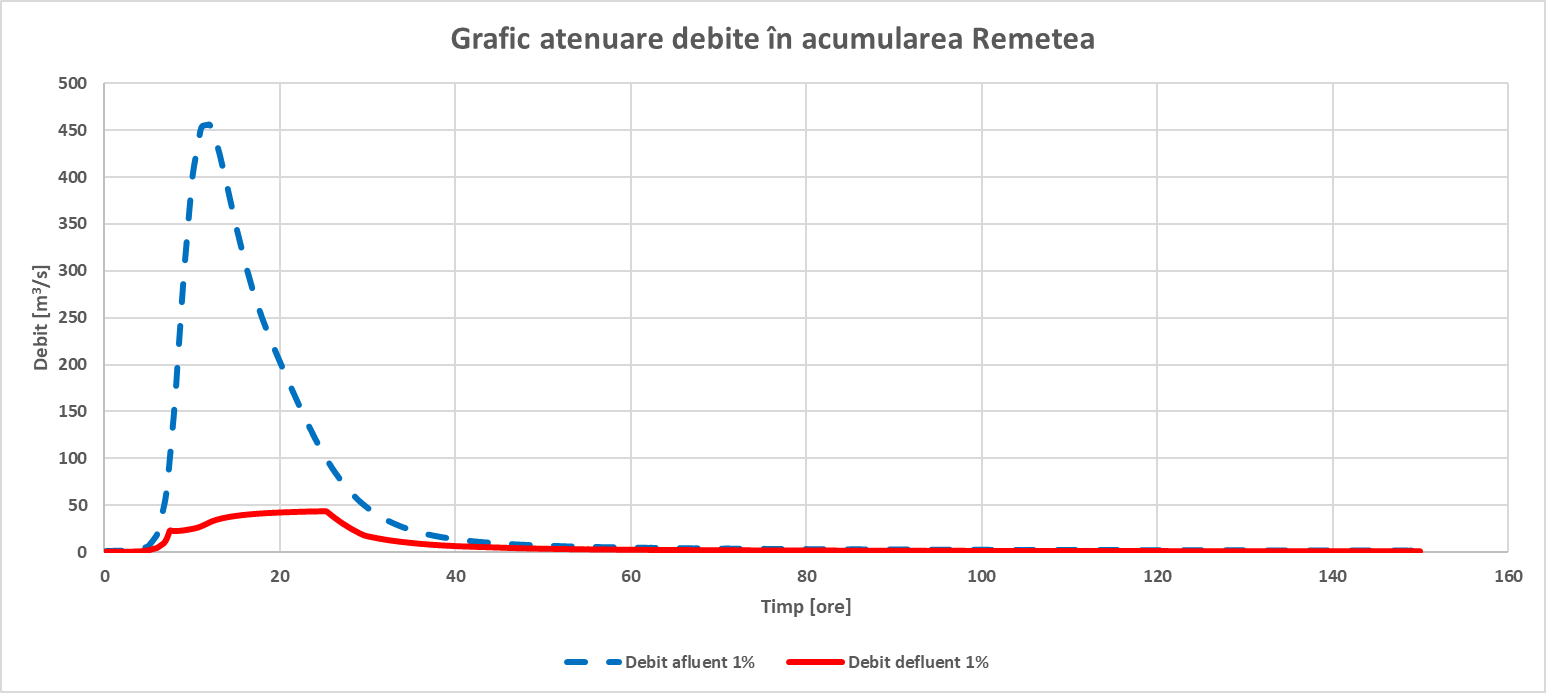 Grafic atenuare debite în acumularea Remetea
500
450
400
350
300
250
200
150
100
50
0
Debit [m³/s]
0 20 40 60 80 100 120 140 160
Timp [ore]
Debit afluent 1% Debit defluent 1%